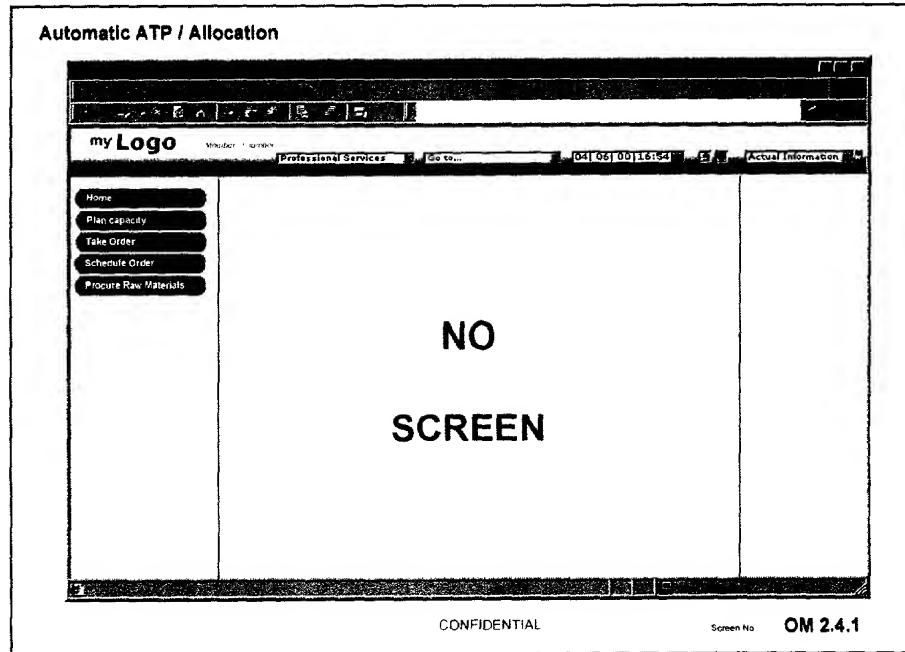 Automatic ATP / Allocation
my Logo
Professional Services Go to... 04| 06| 00|16:54 Actual Information
Home
Plan capacity
Take Order
Schedule Order
Procure Raw Materials
NO
SCREEN
CONFIDENTIAL
Screen No OM 2.4.1